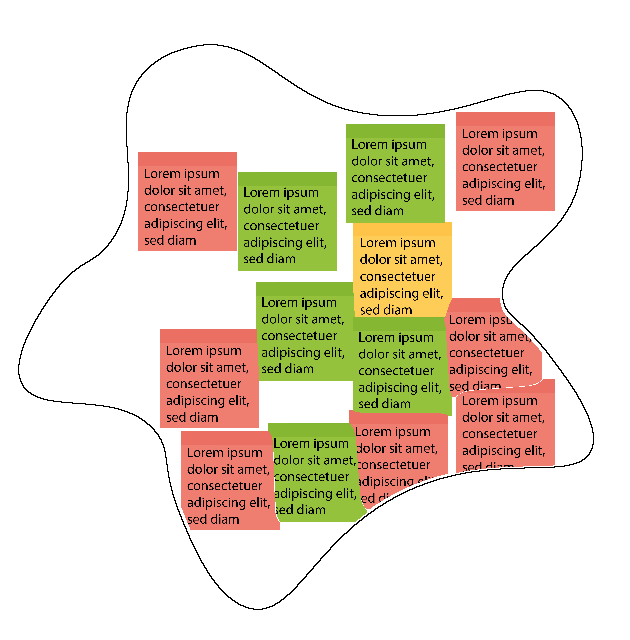 Lorem ipsum
dolor sit amet,
consectetuer
adipiscing elit,
sed diam
Lorem ipsum
dolor sit amet,
consectetuer
adipiscing elit,
sed diam
Lorem ipsum
dolor sit amet,
consectetuer
adipiscing elit,
sed diam
Lorem ipsum
dolor sit amet,
consectetuer
adipiscing elit,
sed diam
Lorem ipsum
dolor sit amet,
consectetuer
adipiscing elit,
sed diam
Lorem ipsum
dolor sit amet,
consectetuer
adipiscing elit,
sed diam
Lorem ipsu
dolor sit amet,
consectetuer
adipiscing elit,
sed diam
Lorem ipsum
dolor sit amet,
consectetuer
adipiscing elit,
sed diam
Lorem ipsum
dolor sit amet,
consectetuer
adipiscing elit,
sed diam
Lorem ipsum
dolor sit amet,
consectetuer
adipiscing elit,
sed diam
Lorem ipsum
dolor sit amet,
consectetuer
adipiscing
sed
Lorem ipsum
dolor sit amet,
consectetuer
adipiscing elit,
sed diam
Lorem ipsum
dolor sit amet,
consectetuer
adipiscing elit,
sed diam